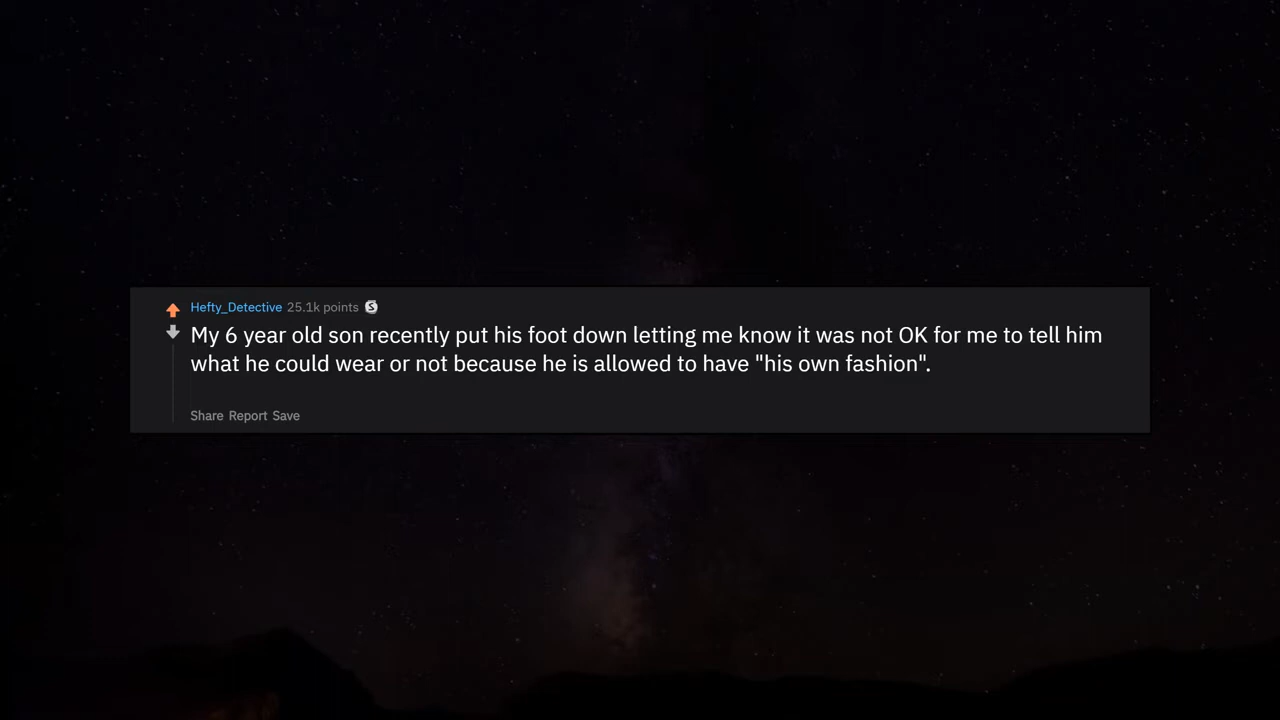 Hefty_Detective 25.1k points
My 6 year old son recently put his foot down letting me know it was not OK for me to tell him
what he could wear or not because he is allowed to have "his own fashion".
Share Report Save